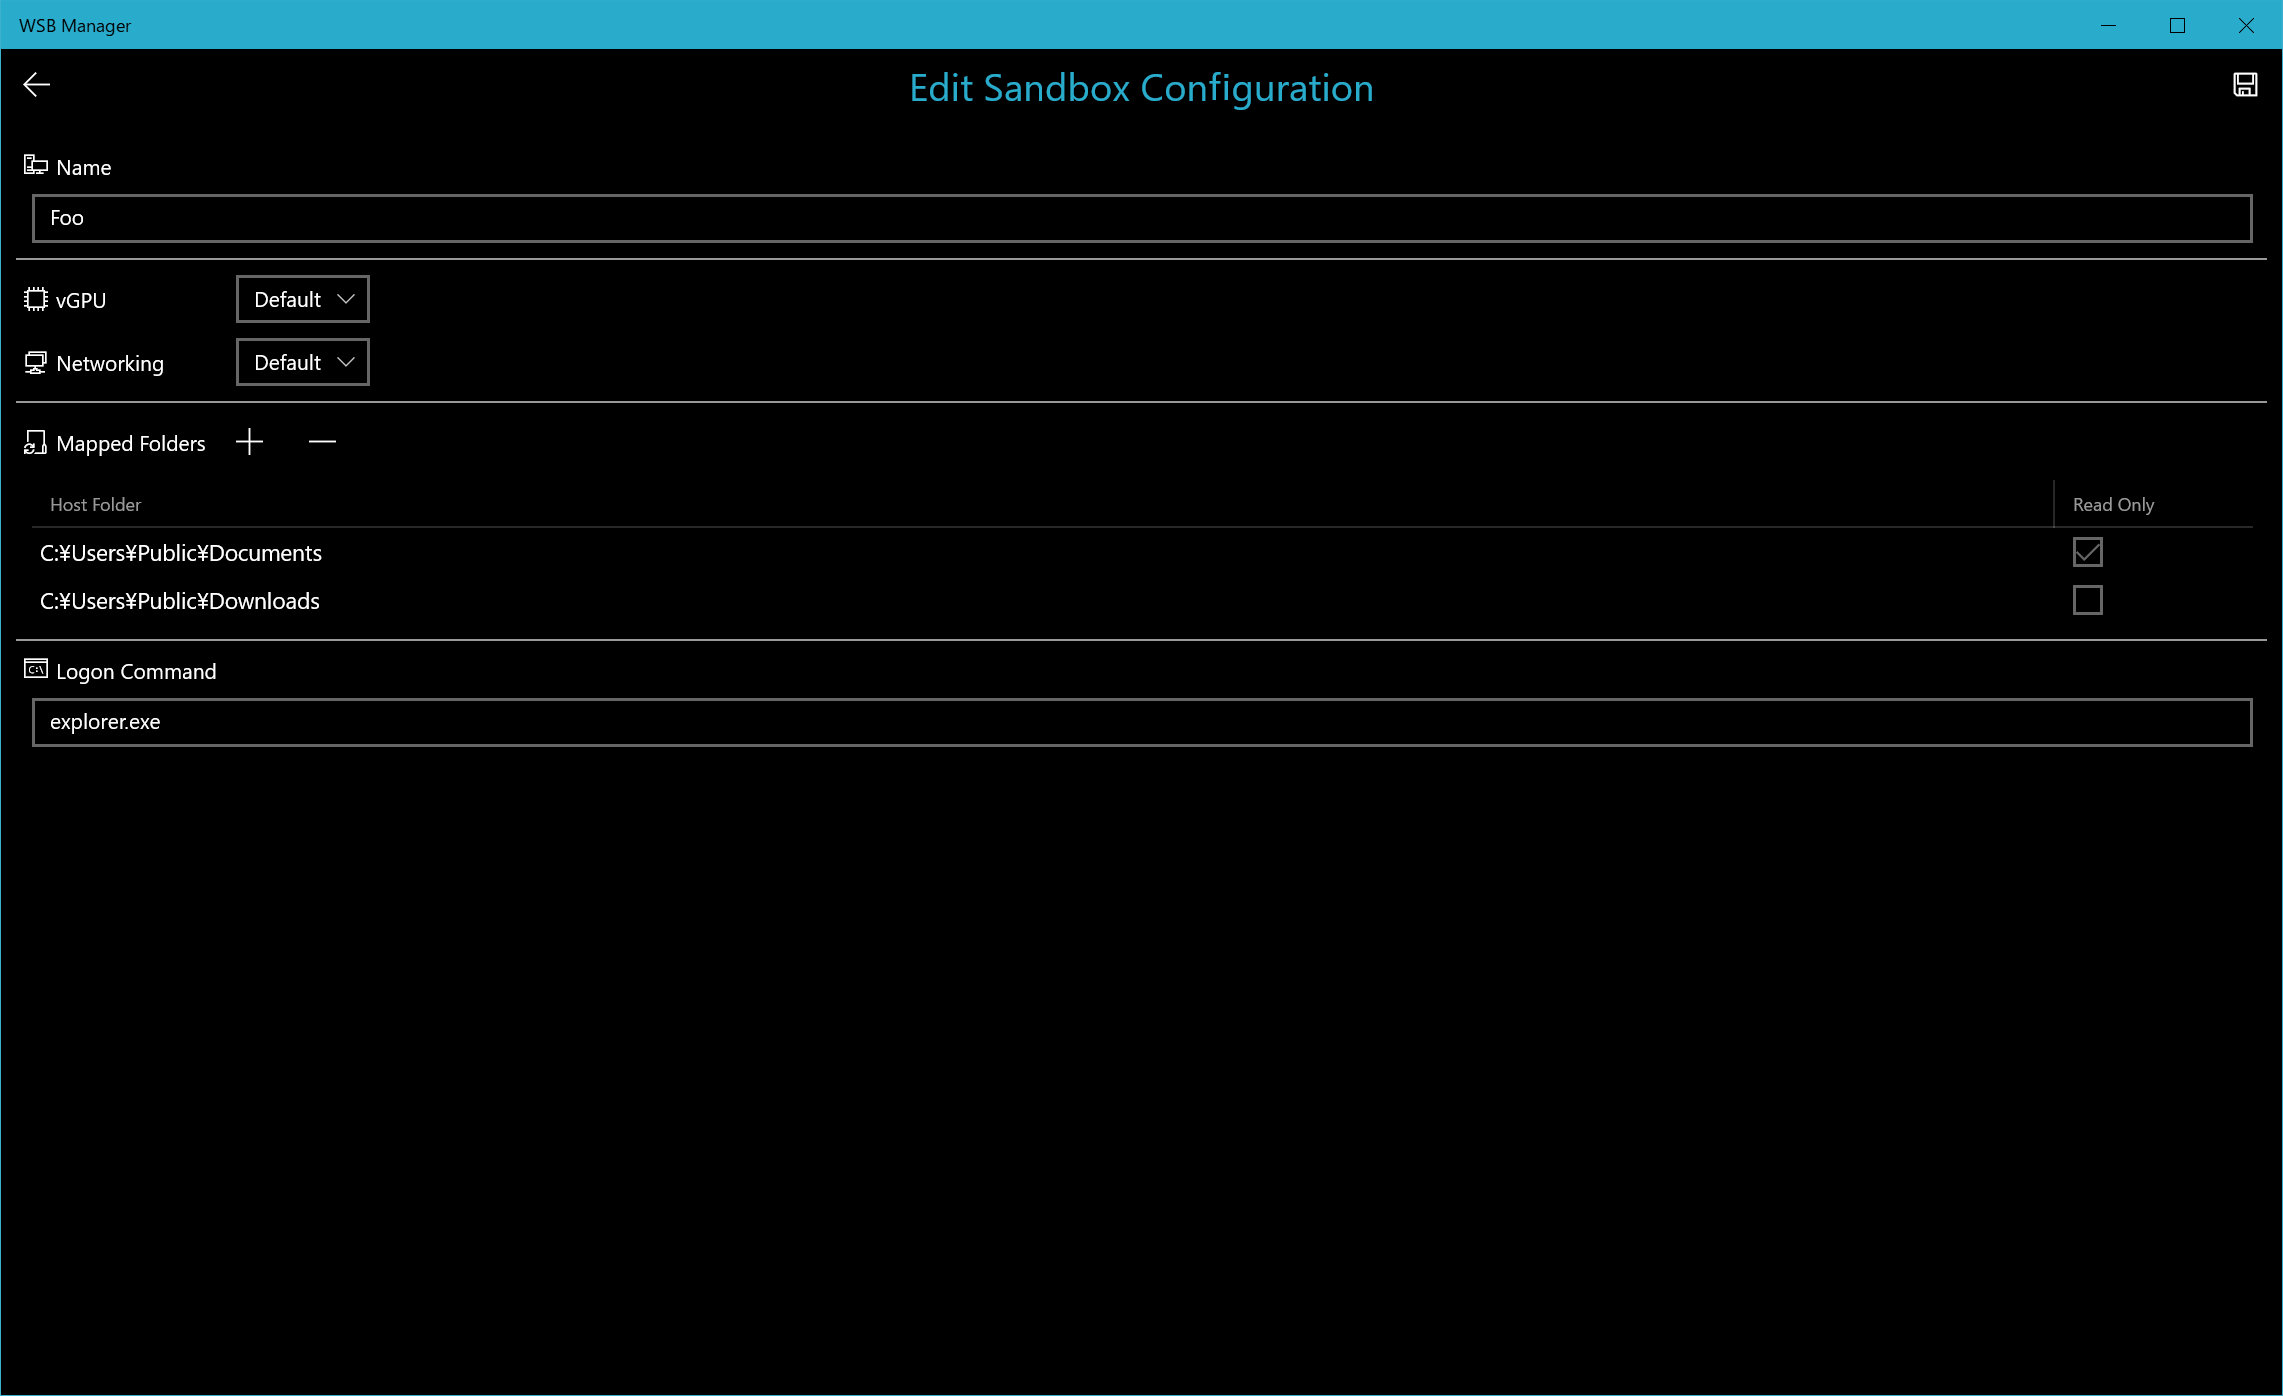 WSB Manager
Edit Sandbox Configuration
Name
Foo
vGPU Default
Networking Default
Mapped Folders
Host Folder Read Only
C:¥Users¥Public¥Documents
C:¥Users¥Public¥Downloads
C:\ Logon Command
explorer.exe